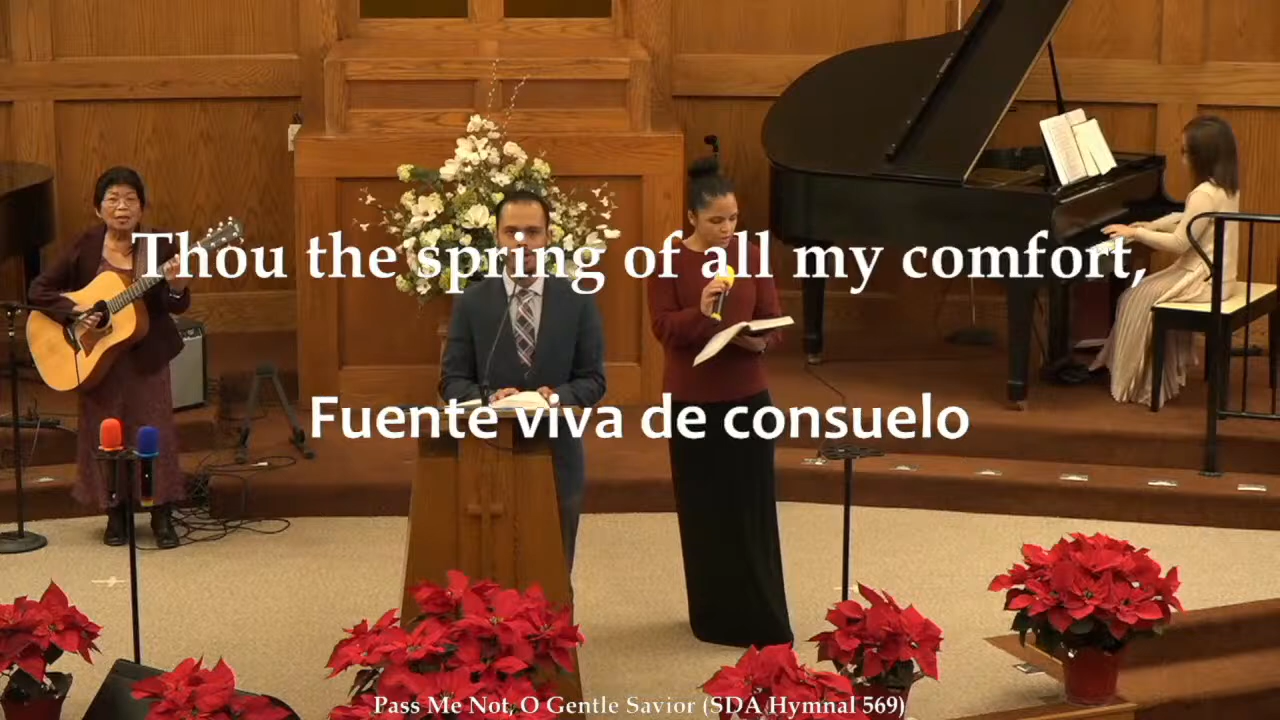 Thou the spring of all my comfort,
Fuente viva de consuelo
Pass Me Not, O Gentle Savior (SDA Hymnal 569)